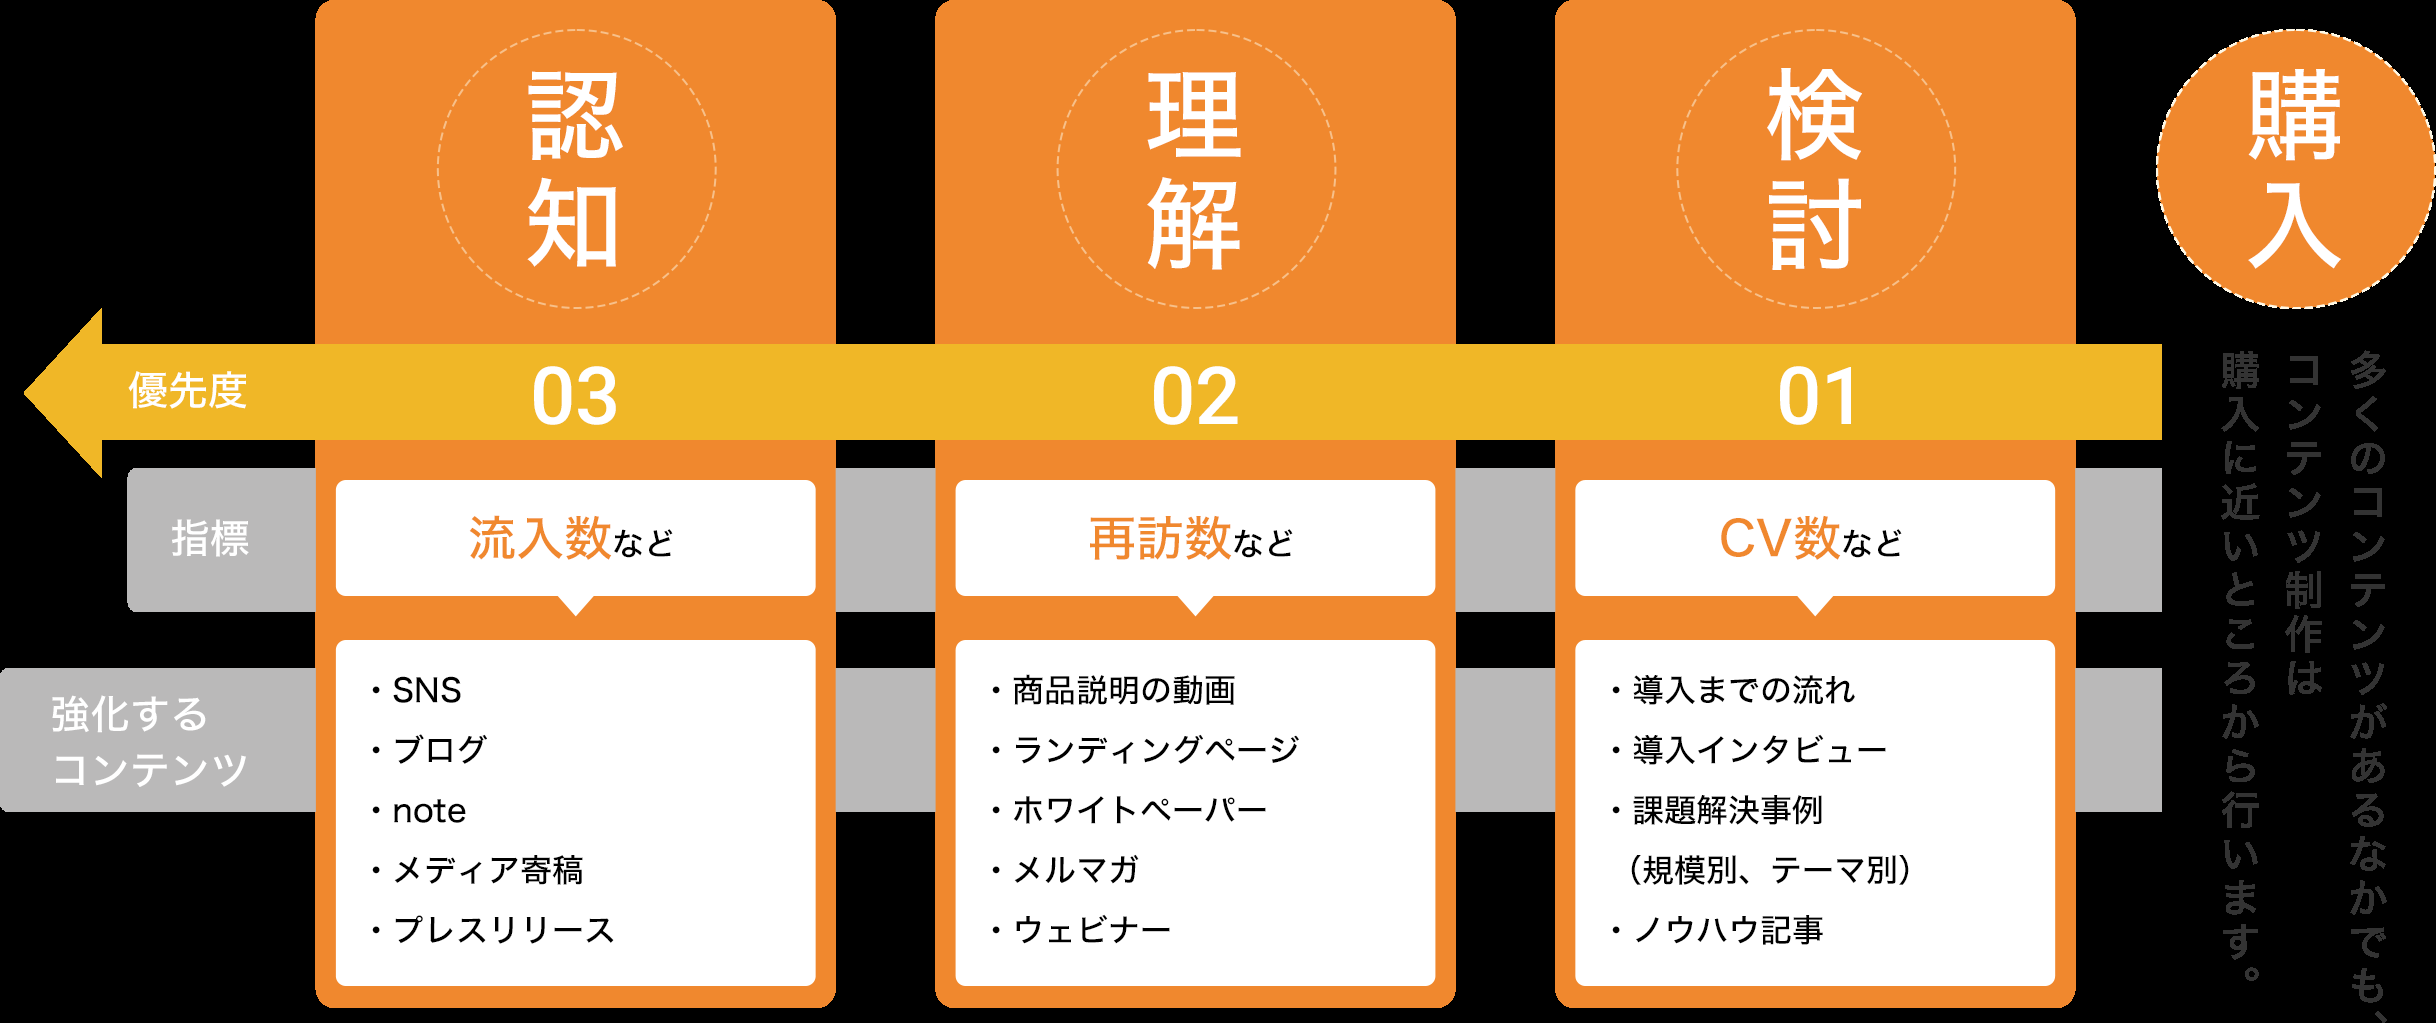 認知
理解
検討
購入
優先度
03
02
01
指標
流入数など
再訪数など
CV数など
強化する
コンテンツ
・SNS
・ブログ
・note
・メディア寄稿
・プレスリリース
・商品説明の動画
・ランディングページ
・ホワイトペーパー
・メルマガ
・ウェビナー
・導入までの流れ
・導入インタビュー
・課題解決事例
（規模別、テーマ別）
・ノウハウ記事
多くのコンテンツがあるなかでも、
コンテンツ制作は
購入に近いところから行います。